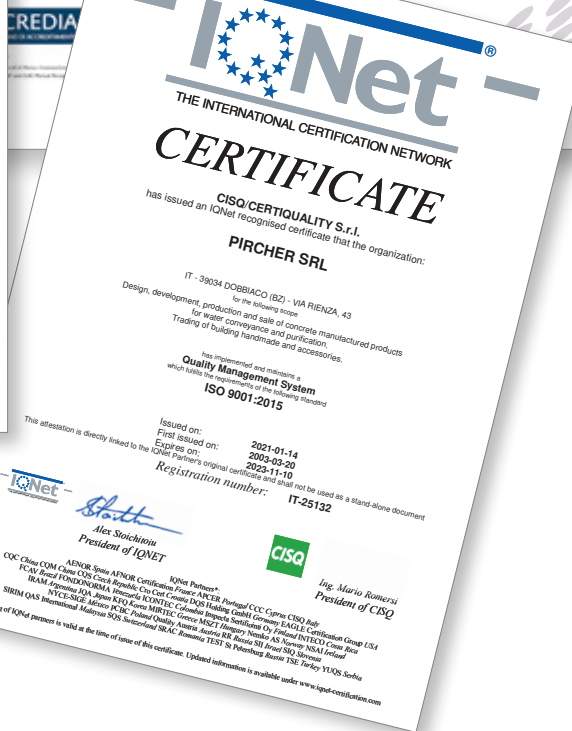 CREDIA
IQNet ®
THE INTERNATIONAL CERTIFICATION NETWORK
CERTIFICATE
CISQ/CERTIQUALITY S.r.l.
has issued an IQNet recognised certificate that the organization:
PIRCHER SRL
IT - 39034 DOBBIACO (BZ) - VIA RIENZA, 43
for the following scope
Design, development, production and sale of concrete manufactured products
for water conveyance and purification.
Trading of building handmade and accessories.
has implemented and maintains a
Quality Management System
which fulfills the requirements of the following standard
ISO 9001:2015
Issued on: 2021-01-14
First issued on: 2003-03-20
Expires on: 2023-11-10
This attestation is directly linked to the IQNet Partner's original certificate and shall not be used as a stand-alone document
Registration number: IT-25132
IQNet
Alex Stoichitoiu
President of IQNET
CISQ
Ing. Mario Romersi
President of CISQ
IQNet Partners*:
AENOR Spain AFNOR Certification France APCER Portugal CCC Cyprus CISQ Italy
CQC China CQM China CQS Czech Republic Cro Cert Croatia DQS Holding GmbH Germany EAGLE Certification Group USA
FCAV Brazil FONDONORMA Venezuela ICONTEC Colombia Inspecta Sertifiointi Oy Finland INTECO Costa Rica
IRAM Argentina JQA Japan KFQ Korea MIRTEC Greece MSZT Hungary Nemko AS Norway NSAI Ireland
NYCE-SIGE México PCBC Poland Quality Austria Austria RR Russia SII Israel SIQ Slovenia
SIRIM QAS International Malaysia SQS Switzerland SRAC Romania TEST St Petersburg Russia TSE Turkey YUQS Serbia
of IQNet partners is valid at the time of issue of this certificate. Updated information is available under www.iqnet-certification.com